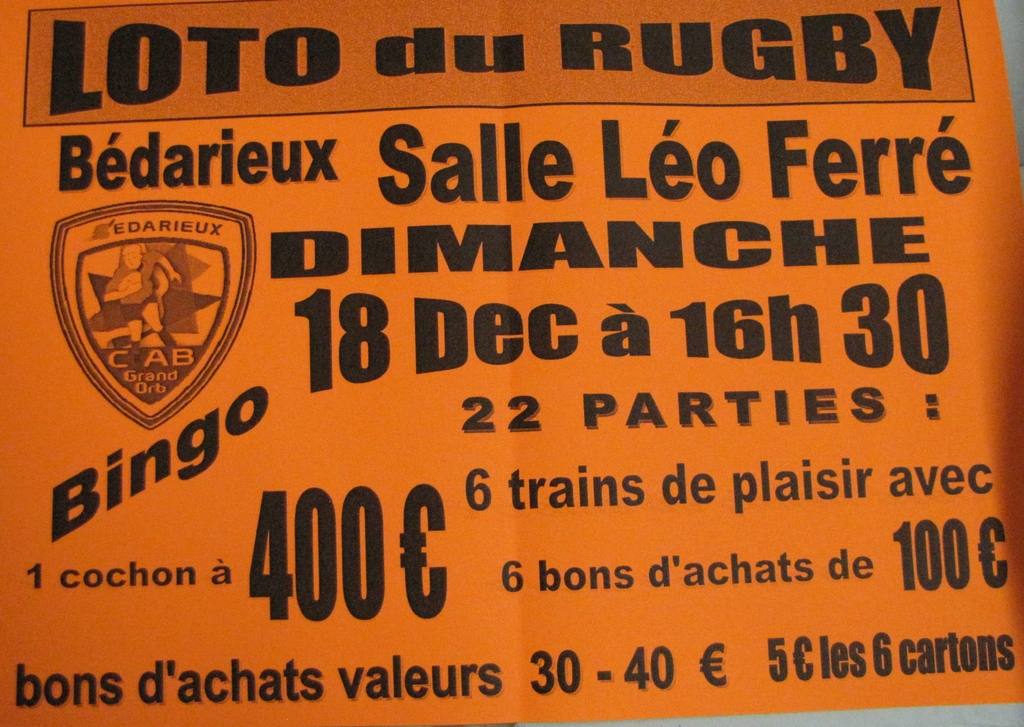 LOTO du RUGBY
Bédarieux Salle Léo Ferré
BEDARIEUX
DIMANCHE
18 Dec à 16h 30
CAB
Grand
Orb
22 PARTIES :
Bingo
6 trains de plaisir avec
1 cochon à 400 €
6 bons d'achats de 100 €
bons d'achats valeurs 30 - 40 €
5 € les 6 cartons